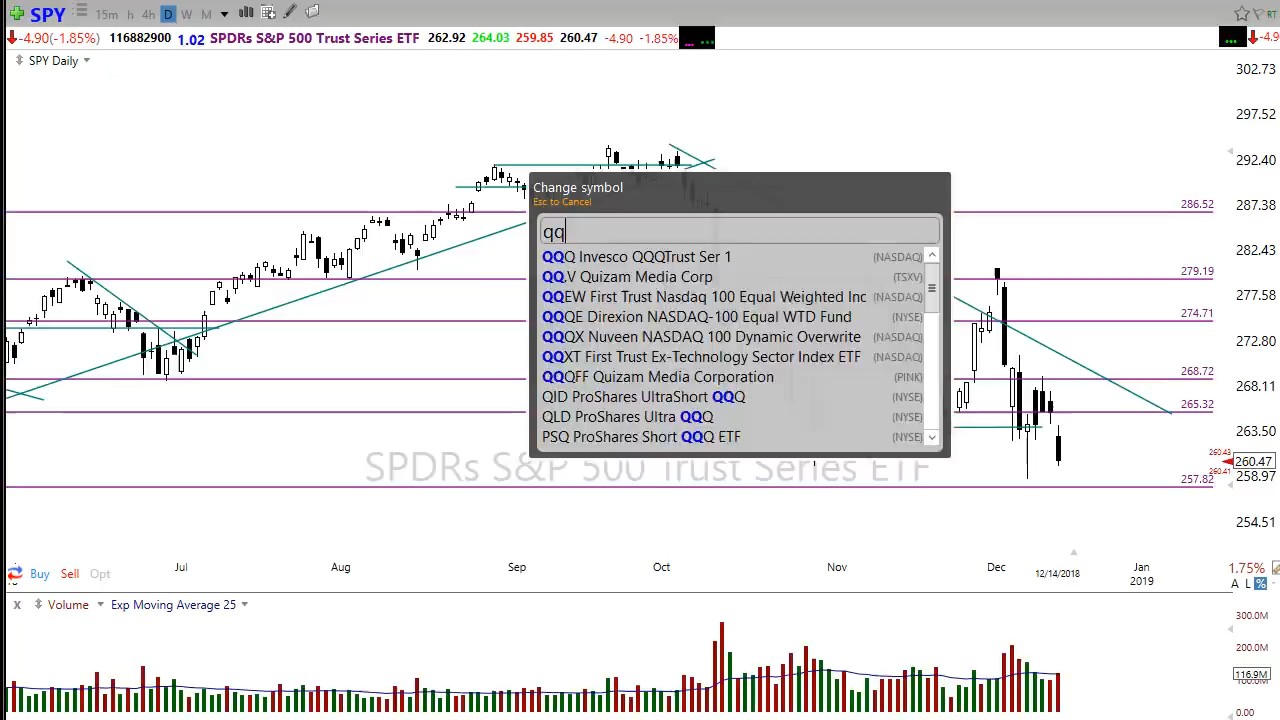 SPY 15m h 4h D W M RT
-4.90(-1.85%) 116882900 1.02 SPDRs S&P 500 Trust Series ETF 262.92 264.03 259.85 260.47 -4.90 -1.85% -4.9
SPY Daily
302.73
297.52
292.40
286.52 287.38
282.43
279.19
277.58
274.71
272.80
268.72
268.11
265.32
263.50
260.43
260.47
260.41
258.97
257.82
254.51
Change symbol
Esc to Cancel
qq
QQQ Invesco QQQTrust Ser 1 (NASDAQ)
QQ.V Quizam Media Corp (TSXV)
QQEW First Trust Nasdaq 100 Equal Weighted Inc (NASDAQ)
QQQE Direxion NASDAQ-100 Equal WTD Fund (NYSE)
QQQX Nuveen NASDAQ 100 Dynamic Overwrite (NASDAQ)
QQXT First Trust Ex-Technology Sector Index ETF (NASDAQ)
QQQFF Quizam Media Corporation (PINK)
QID ProShares UltraShort QQQ (NYSE)
QLD ProShares Ultra QQQ (NYSE)
PSQ ProShares Short QQQ ETF (NYSE)
SPDRs S&P 500 Trust Series ETF
Jul Aug Sep Oct Nov Dec 12/14/2018 Jan
2019
Buy Sell Opt 1.75%
A L %
x Volume Exp Moving Average 25
300.0M
200.0M
116.9M
0.00